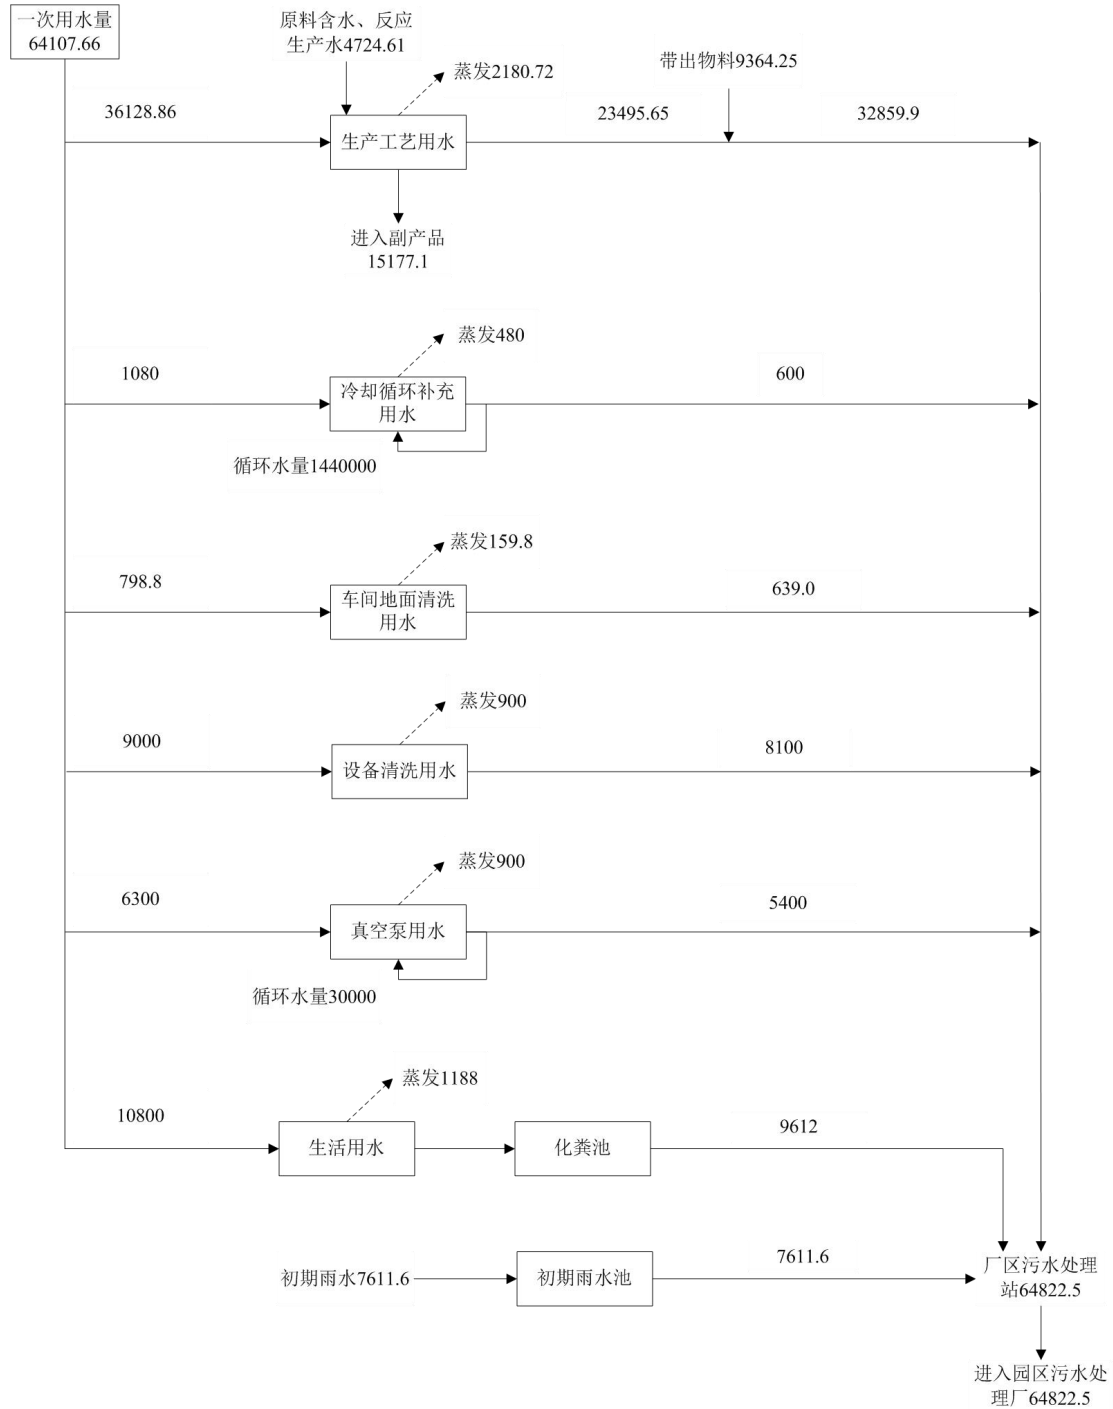 一次用水量
64107.66
原料含水、反应
生产水4724.61
蒸发2180.72
带出物料9364.25
36128.86
23495.65
32859.9
生产工艺用水
进入副产品
15177.1
蒸发480
1080
600
冷却循环补充
用水
循环水量1440000
蒸发159.8
798.8
639.0
车间地面清洗
用水
蒸发900
9000
8100
设备清洗用水
蒸发900
6300
5400
真空泵用水
循环水量30000
蒸发1188
10800
9612
生活用水
化粪池
7611.6
初期雨水7611.6
初期雨水池
厂区污水处理
站64822.5
进入园区污水处
理厂64822.5